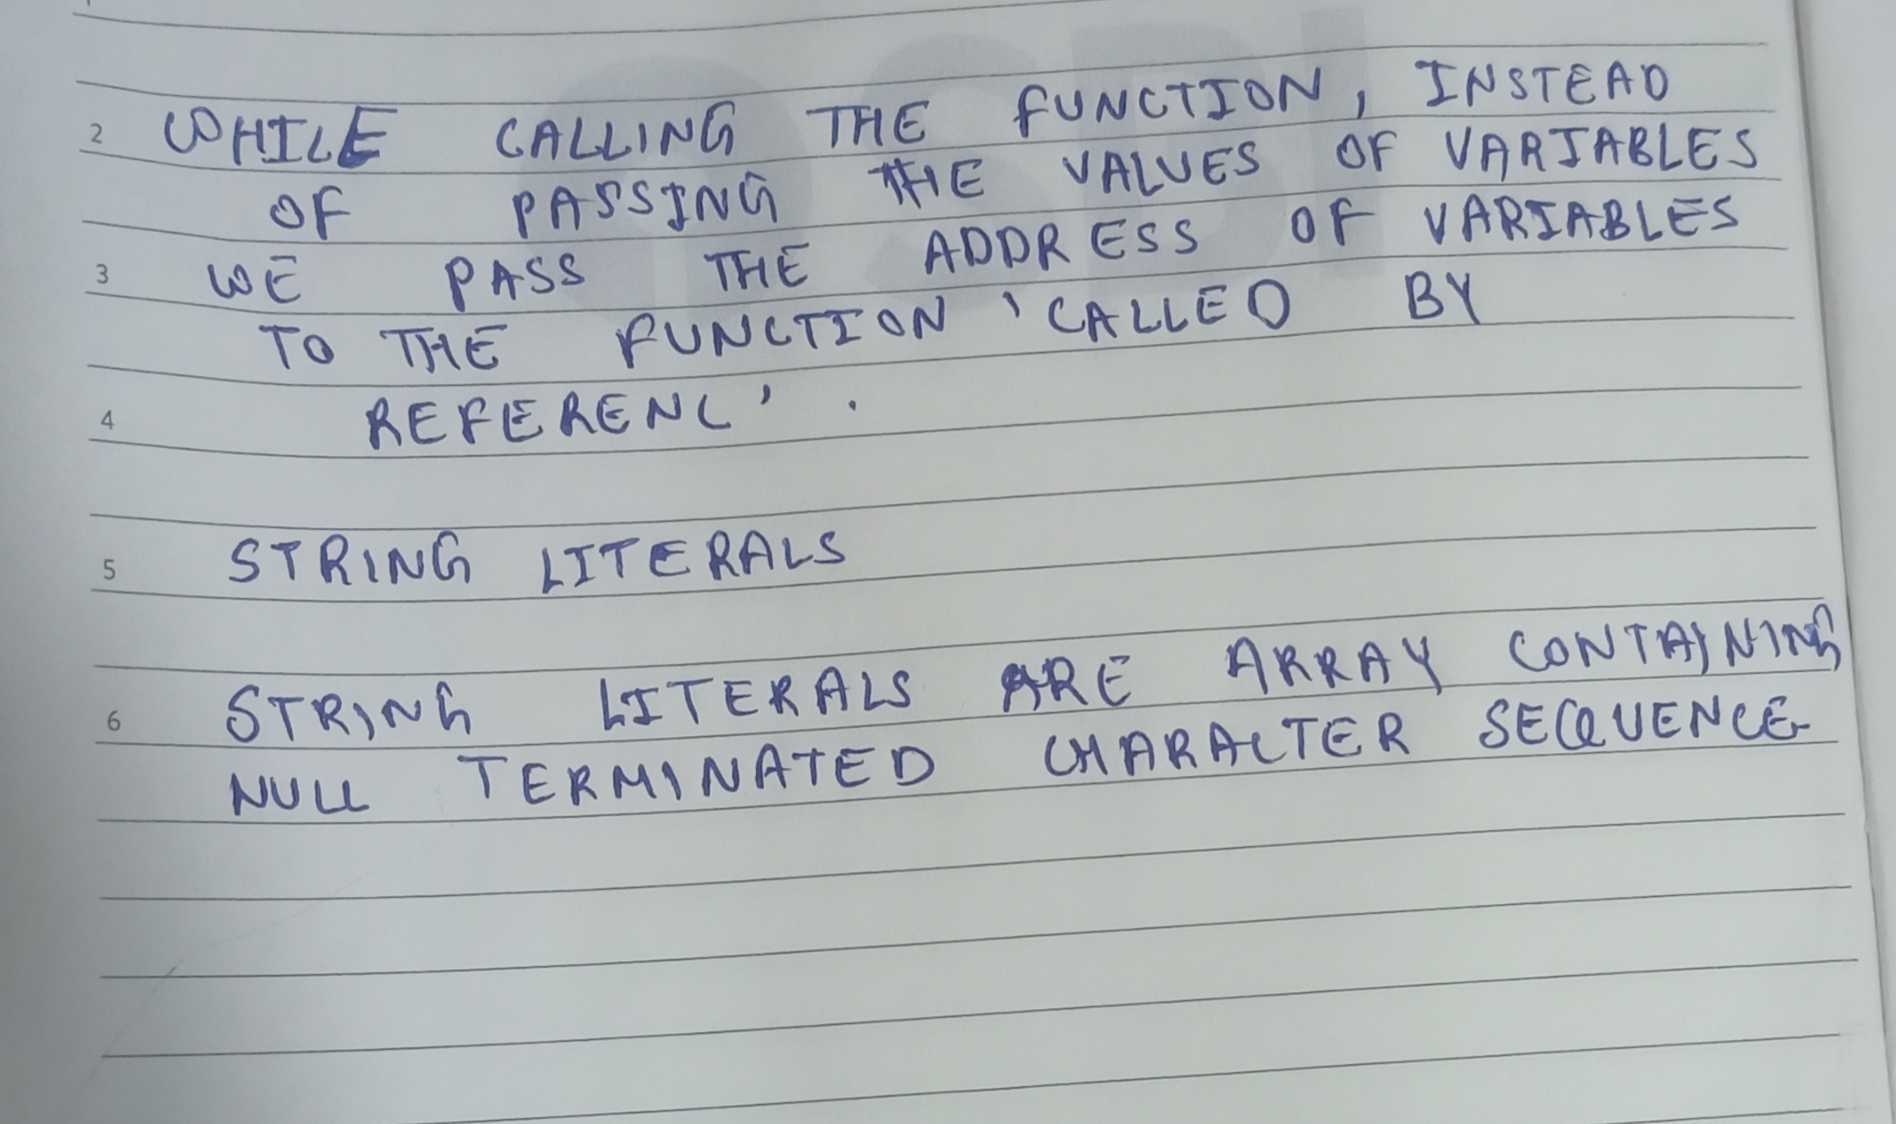 2 WHILE CALLING THE FUNCTION, INSTEAD
OF PASSING THE VALUES OF VARIABLES
3 WE PASS THE ADDRESS OF VARIABLES
TO THE FUNCTION 'CALLED BY
4 REFERENC' .
5 STRING LITERALS
6 STRING LITERALS ARE ARRAY CONTAINING
NULL TERMINATED CHARACTER SEQUENCE